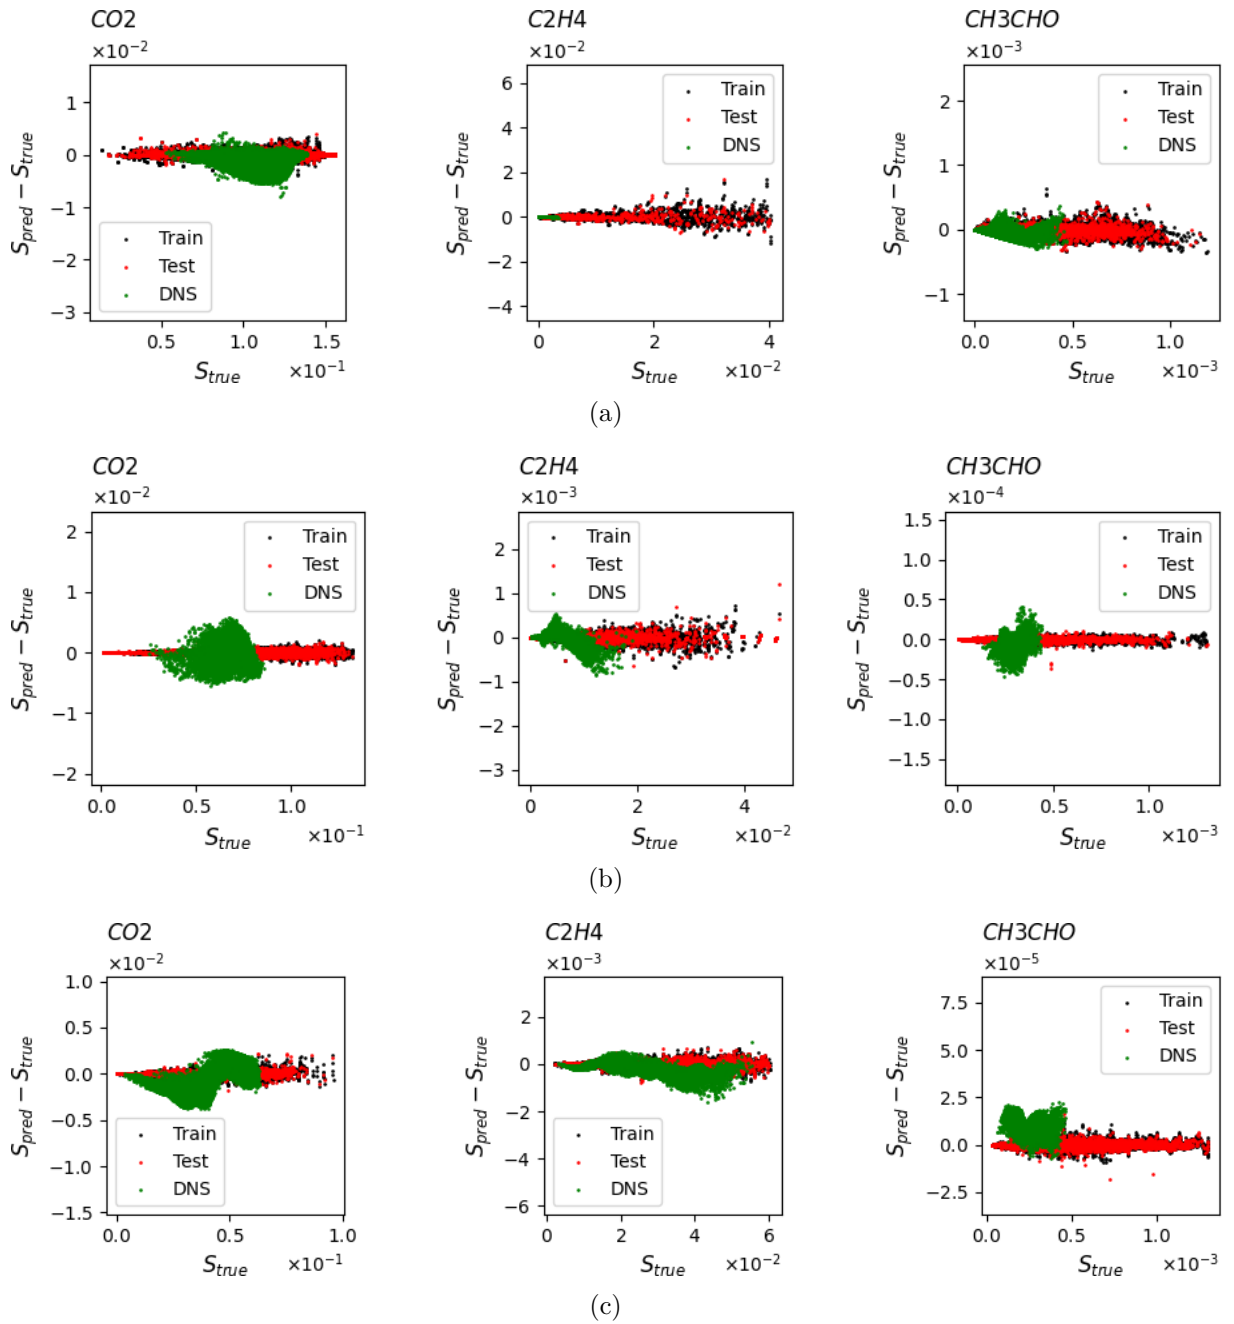 CO2
×10⁻²
1
0
−1
−2
−3
0.5 1.0 1.5
S_pred − S_true
S_true ×10⁻¹
Train
Test
DNS
C2H4
×10⁻²
6
4
2
0
−2
−4
0 2 4
S_pred − S_true
S_true ×10⁻²
Train
Test
DNS
CH3CHO
×10⁻³
2
1
0
−1
0.0 0.5 1.0
S_pred − S_true
S_true ×10⁻³
Train
Test
DNS
(a)
CO2
×10⁻²
2
1
0
−1
−2
0.0 0.5 1.0
S_pred − S_true
S_true ×10⁻¹
Train
Test
DNS
C2H4
×10⁻³
2
1
0
−1
−2
−3
0 2 4
S_pred − S_true
S_true ×10⁻²
Train
Test
DNS
CH3CHO
×10⁻⁴
1.5
1.0
0.5
0.0
−0.5
−1.0
−1.5
0.0 0.5 1.0
S_pred − S_true
S_true ×10⁻³
Train
Test
DNS
(b)
CO2
×10⁻²
1.0
0.5
0.0
−0.5
−1.0
−1.5
0.0 0.5 1.0
S_pred − S_true
S_true ×10⁻¹
Train
Test
DNS
C2H4
×10⁻³
2
0
−2
−4
−6
0 2 4 6
S_pred − S_true
S_true ×10⁻²
Train
Test
DNS
CH3CHO
×10⁻⁵
7.5
5.0
2.5
0.0
−2.5
0.0 0.5 1.0
S_pred − S_true
S_true ×10⁻³
Train
Test
DNS
(c)